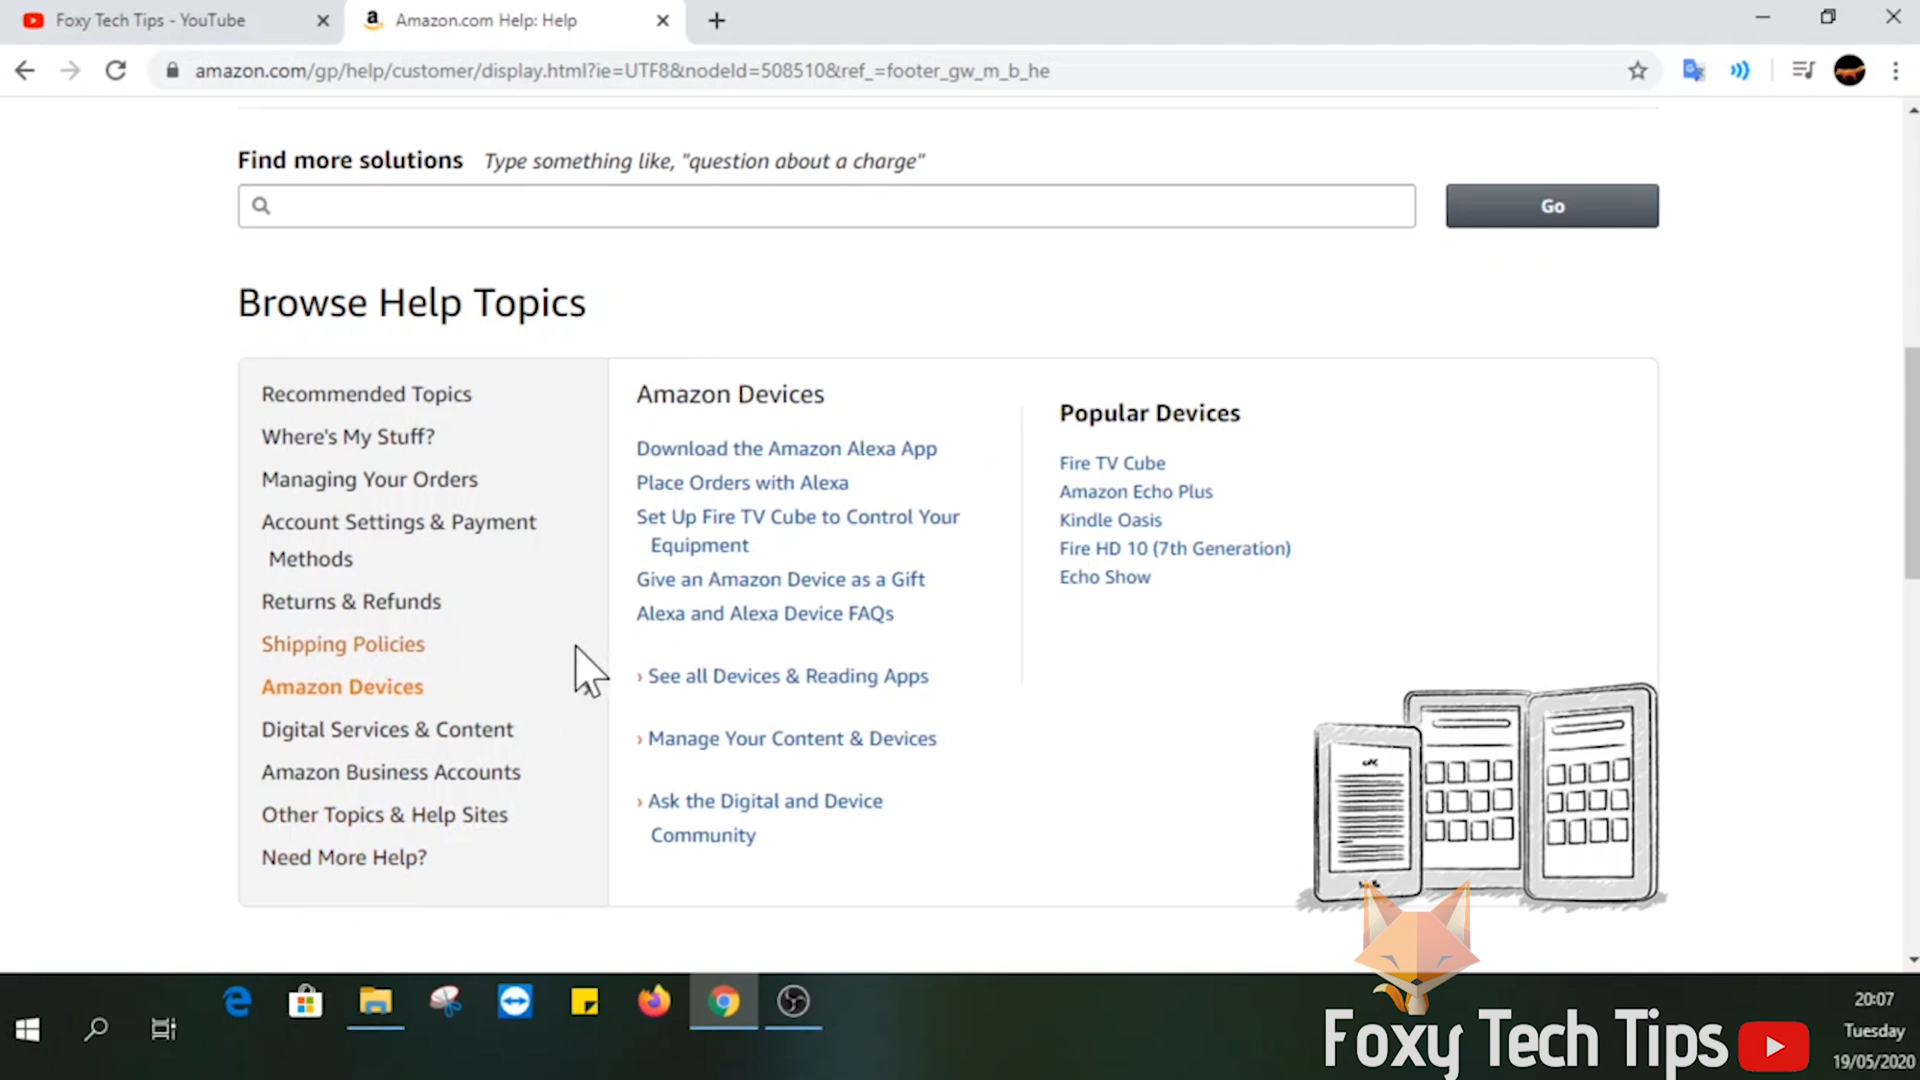 Foxy Tech Tips - YouTube
Amazon.com Help: Help
amazon.com/gp/help/customer/display.html?ie=UTF8&nodeId=508510&ref_=footer_gw_m_b_he
Find more solutions Type something like, "question about a charge"
Go
Browse Help Topics
Recommended Topics
Where's My Stuff?
Managing Your Orders
Account Settings & Payment
Methods
Returns & Refunds
Shipping Policies
Amazon Devices
Digital Services & Content
Amazon Business Accounts
Other Topics & Help Sites
Need More Help?
Amazon Devices
Download the Amazon Alexa App
Place Orders with Alexa
Set Up Fire TV Cube to Control Your
Equipment
Give an Amazon Device as a Gift
Alexa and Alexa Device FAQs
› See all Devices & Reading Apps
› Manage Your Content & Devices
› Ask the Digital and Device
Community
Popular Devices
Fire TV Cube
Amazon Echo Plus
Kindle Oasis
Fire HD 10 (7th Generation)
Echo Show
Foxy Tech Tips
20:07
Tuesday
19/05/2020